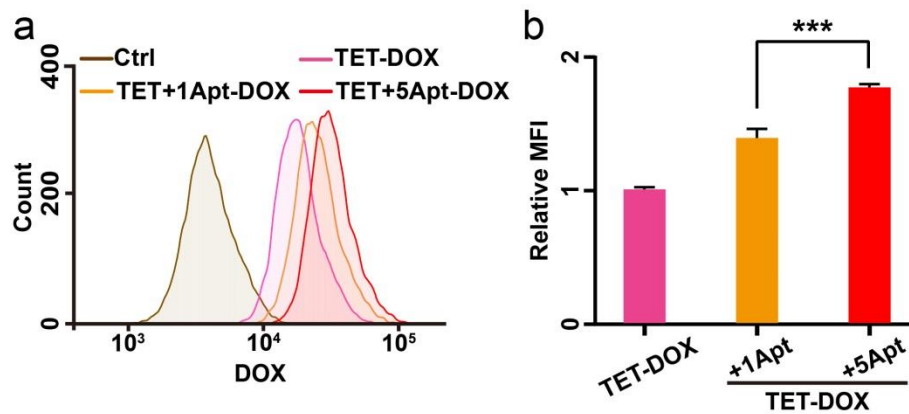 a
Ctrl
TET-DOX
TET+1Apt-DOX
TET+5Apt-DOX
400
200
0
Count
10³
10⁴
10⁵
DOX
b
***
2
1
0
Relative MFI
TET-DOX
+1Apt
+5Apt
TET-DOX